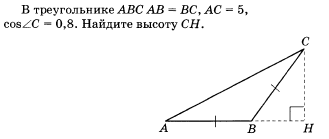 В треугольнике ABC AB = BC, AC = 5,
cos∠C = 0,8. Найдите высоту CH.
C
A
B
H